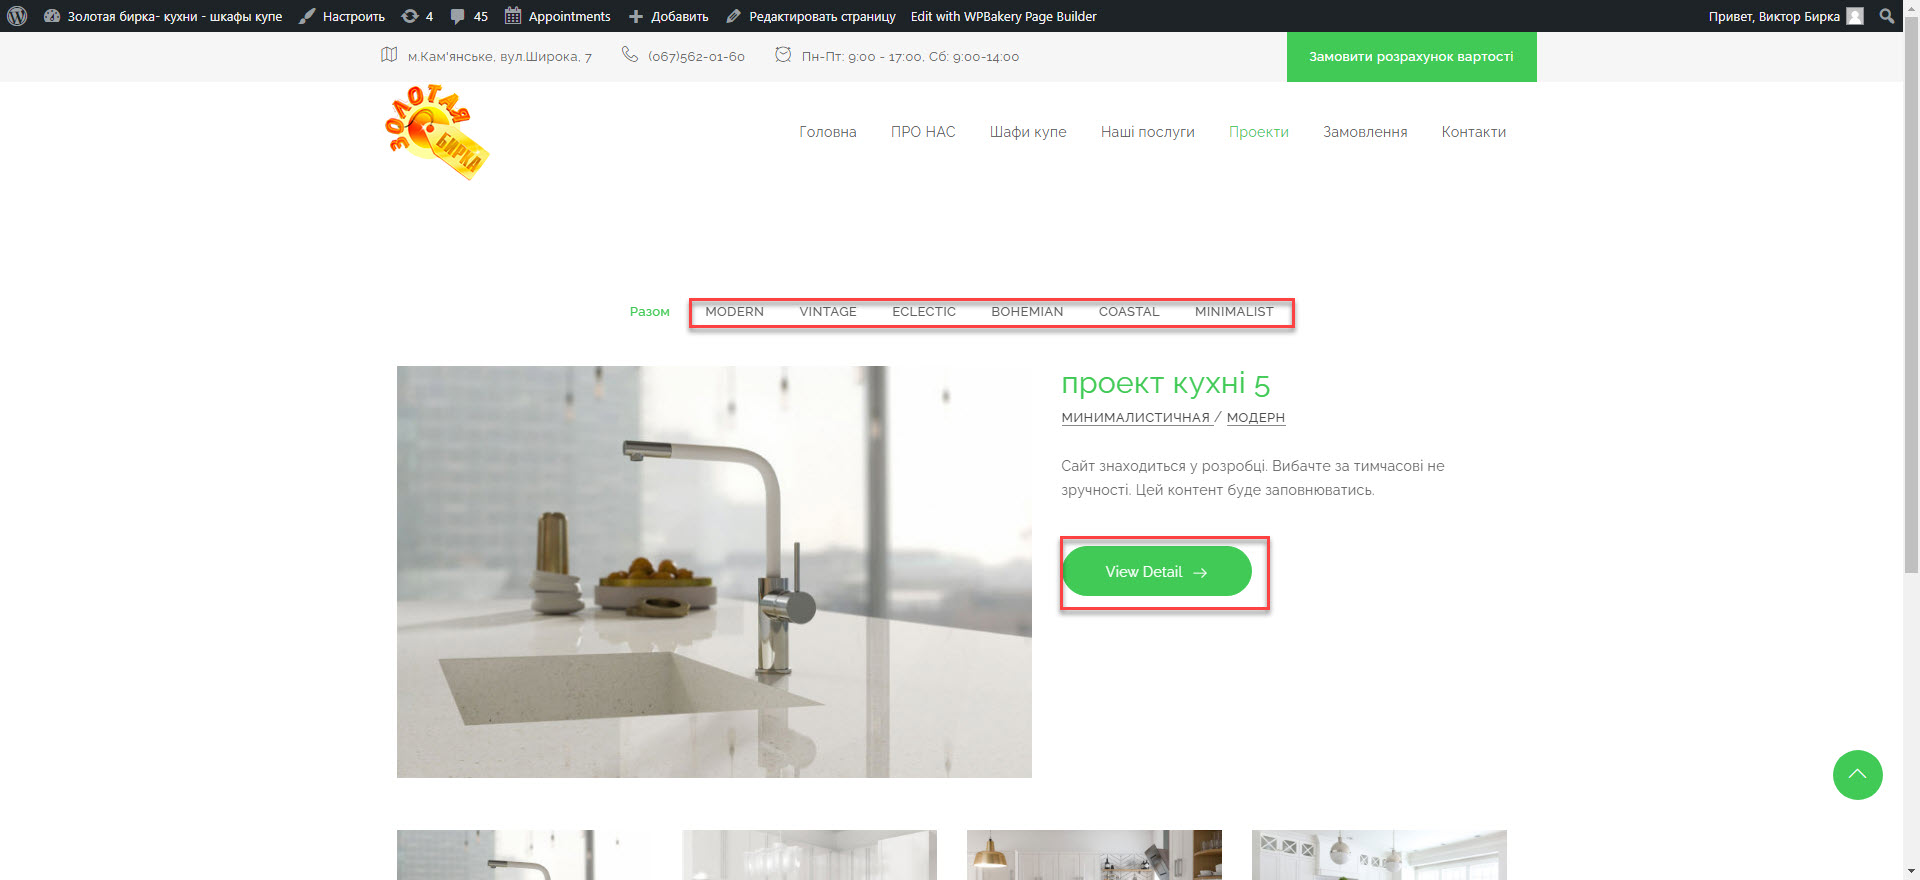 Золотая бирка- кухни - шкафы купе Настроить 4 45 Appointments Добавить Редактировать страницу Edit with WPBakery Page Builder Привет, Виктор Бирка
м.Кам'янське, вул.Широка, 7 (067)562-01-60 Пн-Пт: 9:00 - 17:00, Сб: 9:00-14:00 Замовити розрахунок вартості
ЗОЛОТАЯ
БИРКА
Головна ПРО НАС Шафи купе Наші послуги Проекти Замовлення Контакти
Разом MODERN VINTAGE ECLECTIC BOHEMIAN COASTAL MINIMALIST
проект кухні 5
МИНИМАЛИСТИЧНАЯ / МОДЕРН
Сайт знаходиться у розробці. Вибачте за тимчасові не
зручності. Цей контент буде заповнюватись.
View Detail →